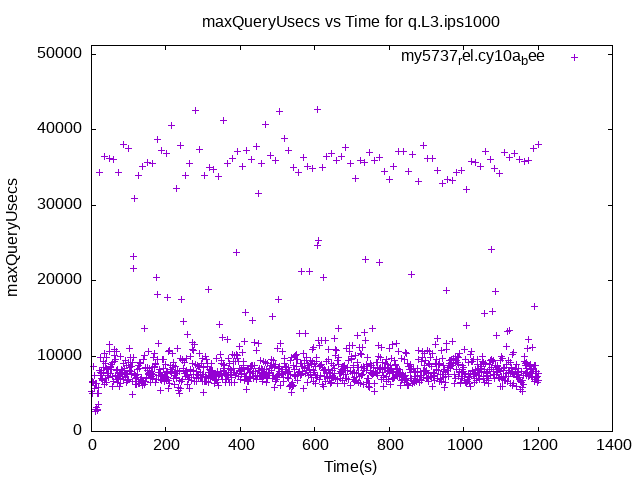 maxQueryUsecs vs Time for q.L3.ips1000
my5737rel.cy10abee
50000
40000
30000
20000
10000
0
maxQueryUsecs
0 200 400 600 800 1000 1200 1400
Time(s)